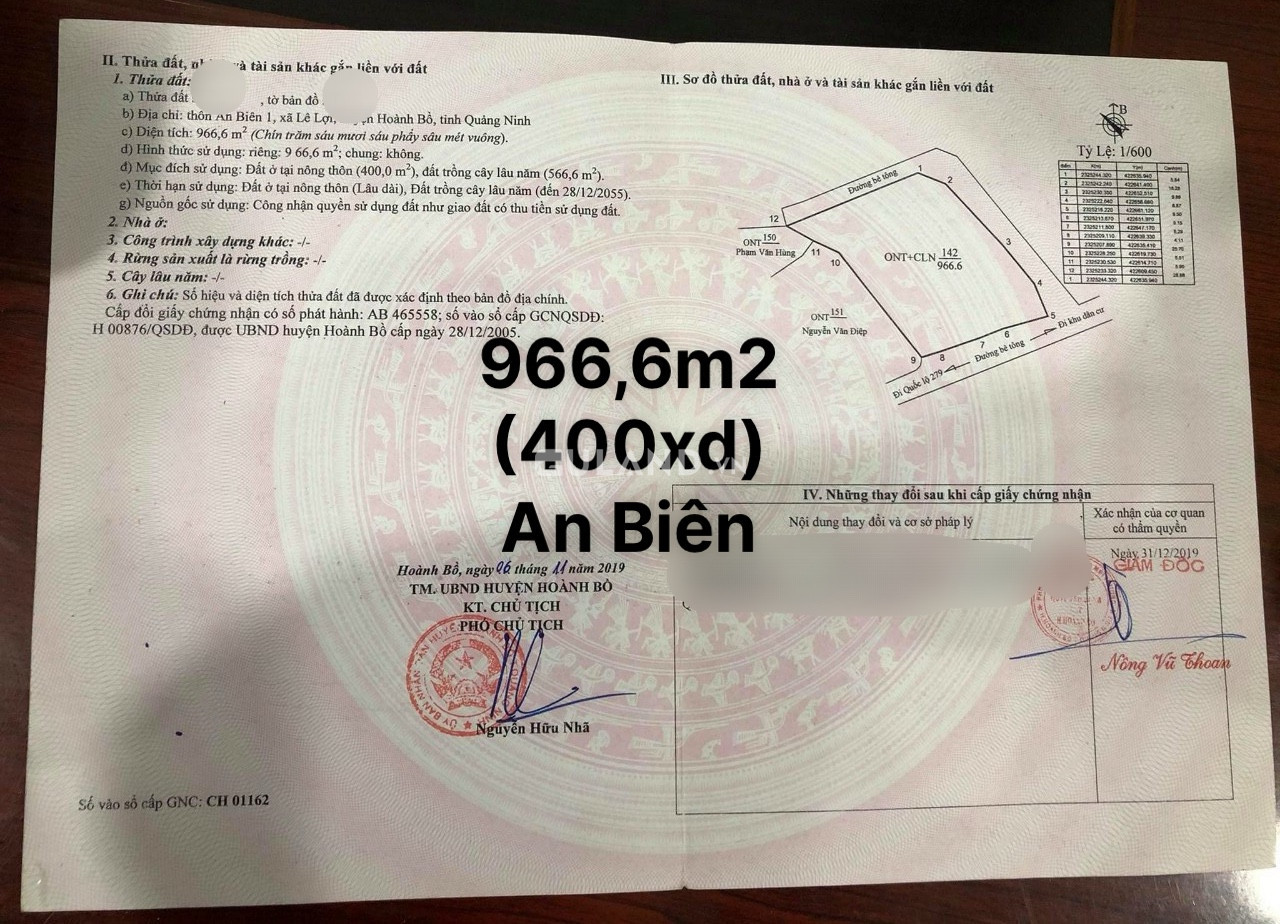 II. Thửa đất, và tài sản khác gắn liền với đất
1. Thửa đất:
a) Thửa đất , tờ bản đồ
b) Địa chỉ: thôn An Biên 1, xã Lê Lợi, Hoành Bồ, tỉnh Quảng Ninh
c) Diện tích: 966,6 m² (Chín trăm sáu mươi sáu phẩy sáu mét vuông).
d) Hình thức sử dụng: riêng: 9 66,6 m²; chung: không.
đ) Mục đích sử dụng: Đất ở tại nông thôn (400,0 m²), đất trồng cây lâu năm (566,6 m²).
e) Thời hạn sử dụng: Đất ở tại nông thôn (Lâu dài), Đất trồng cây lâu năm (đến 28/12/2055).
g) Nguồn gốc sử dụng: Công nhận quyền sử dụng đất như giao đất có thu tiền sử dụng đất.
2. Nhà ở:
3. Công trình xây dựng khác: -/-
4. Rừng sản xuất là rừng trồng: -/-
5. Cây lâu năm: -/-
6. Ghi chú: Số hiệu và diện tích thửa đất đã được xác định theo bản đồ địa chính.
Cấp đổi giấy chứng nhận có số phát hành: AB 465558; số vào sổ cấp GCNQSDĐ:
H 00876/QSDĐ, được UBND huyện Hoành Bồ cấp ngày 28/12/2005.
966,6m2
(400xd)
An Biên
Hoành Bồ, ngày 06 tháng 11 năm 2019
TM. UBND HUYỆN HOÀNH BỒ
KT. CHỦ TỊCH
PHÓ CHỦ TỊCH
Nguyễn Hữu Nhã
Số vào sổ cấp GNC: CH 01162
III. Sơ đồ thửa đất, nhà ở và tài sản khác gắn liền với đất
B
Tỷ Lệ: 1/600
Đường bê tông
1
2
3
4
5
6
7
8
9
10
11
12
ONT 150
Phạm Văn Hùng
ONT+CLN 142
966.6
ONT 151
Nguyễn Văn Điệp
Đi Quốc lộ 279
Đường bê tông
Đi khu dân cư
IV. Những thay đổi sau khi cấp giấy chứng nhận
Nội dung thay đổi và cơ sở pháp lý
Xác nhận của cơ quan
có thẩm quyền
Ngày 31/12/2019
GIÁM ĐỐC
Nông Vũ Thoan